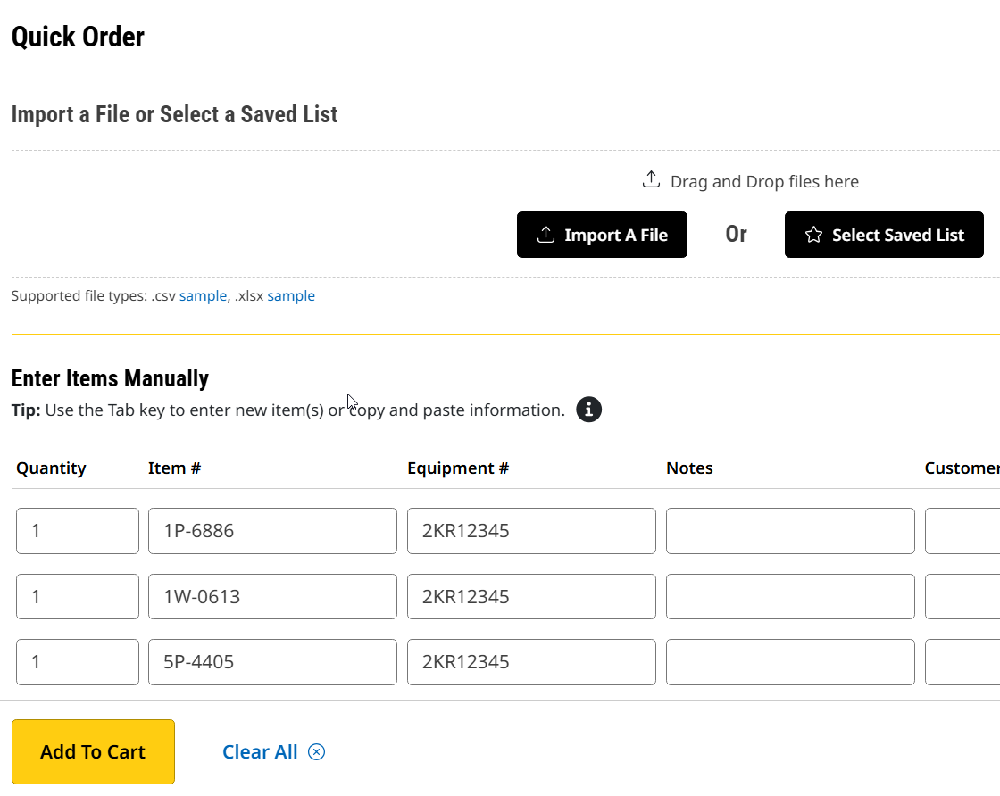 Quick Order
Import a File or Select a Saved List
Drag and Drop files here
Import A File Or Select Saved List
Supported file types: .csv sample, .xlsx sample
Enter Items Manually
Tip: Use the Tab key to enter new item(s) or copy and paste information.
Quantity Item # Equipment # Notes Customer
1 1P-6886 2KR12345
1 1W-0613 2KR12345
1 5P-4405 2KR12345
Add To Cart Clear All